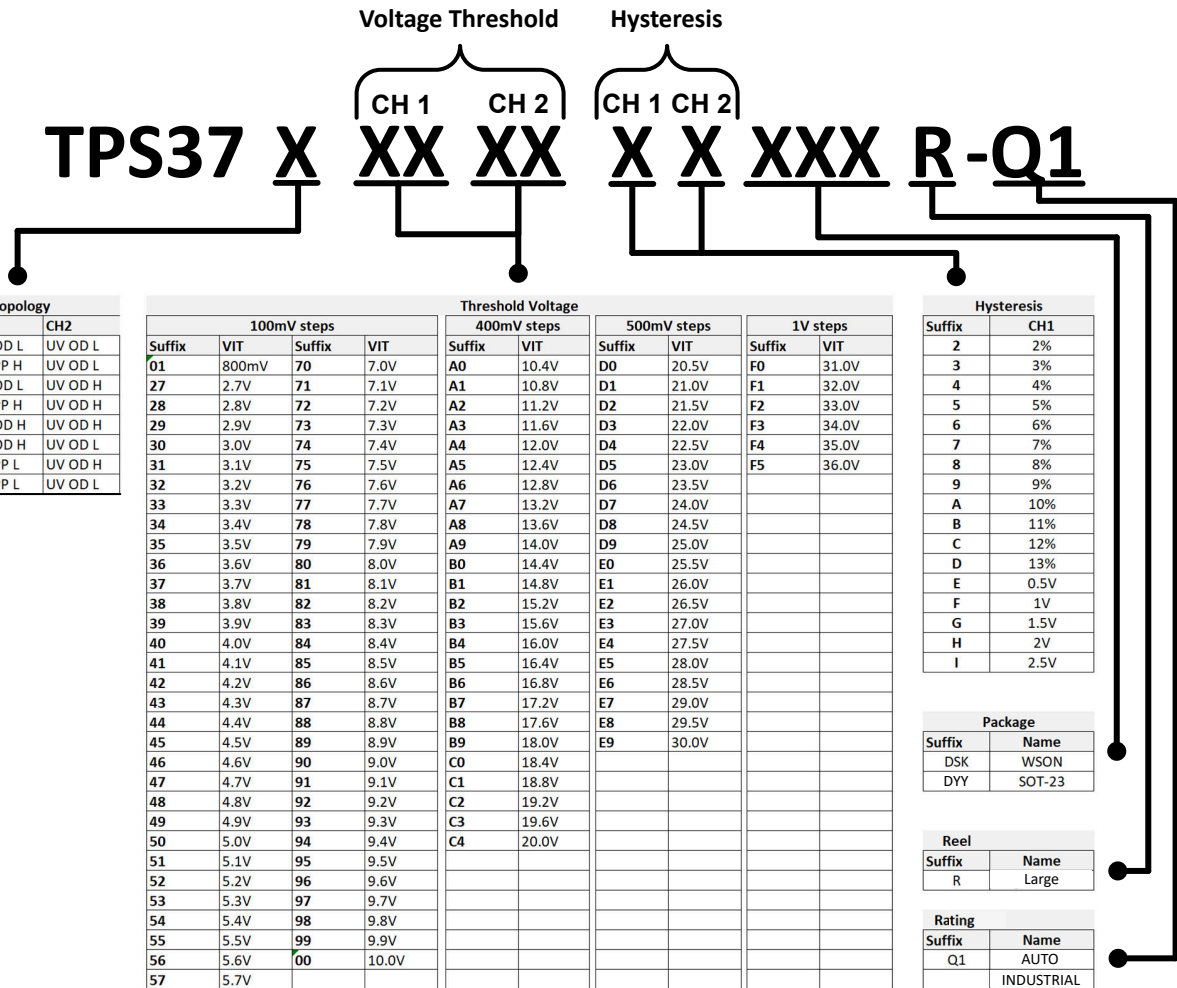 Voltage Threshold Hysteresis
CH 1 CH 2 CH 1 CH 2
TPS37 X XX XX X X XXX R -Q1
opology
CH2
OD L UV OD L
PP H UV OD L
OD L UV OD H
PP H UV OD H
OD H UV OD H
OD H UV OD L
PP L UV OD H
PP L UV OD L
Threshold Voltage
100mV steps 400mV steps 500mV steps 1V steps
Suffix VIT Suffix VIT Suffix VIT Suffix VIT Suffix VIT
01 800mV 70 7.0V A0 10.4V D0 20.5V F0 31.0V
27 2.7V 71 7.1V A1 10.8V D1 21.0V F1 32.0V
28 2.8V 72 7.2V A2 11.2V D2 21.5V F2 33.0V
29 2.9V 73 7.3V A3 11.6V D3 22.0V F3 34.0V
30 3.0V 74 7.4V A4 12.0V D4 22.5V F4 35.0V
31 3.1V 75 7.5V A5 12.4V D5 23.0V F5 36.0V
32 3.2V 76 7.6V A6 12.8V D6 23.5V
33 3.3V 77 7.7V A7 13.2V D7 24.0V
34 3.4V 78 7.8V A8 13.6V D8 24.5V
35 3.5V 79 7.9V A9 14.0V D9 25.0V
36 3.6V 80 8.0V B0 14.4V E0 25.5V
37 3.7V 81 8.1V B1 14.8V E1 26.0V
38 3.8V 82 8.2V B2 15.2V E2 26.5V
39 3.9V 83 8.3V B3 15.6V E3 27.0V
40 4.0V 84 8.4V B4 16.0V E4 27.5V
41 4.1V 85 8.5V B5 16.4V E5 28.0V
42 4.2V 86 8.6V B6 16.8V E6 28.5V
43 4.3V 87 8.7V B7 17.2V E7 29.0V
44 4.4V 88 8.8V B8 17.6V E8 29.5V
45 4.5V 89 8.9V B9 18.0V E9 30.0V
46 4.6V 90 9.0V C0 18.4V
47 4.7V 91 9.1V C1 18.8V
48 4.8V 92 9.2V C2 19.2V
49 4.9V 93 9.3V C3 19.6V
50 5.0V 94 9.4V C4 20.0V
51 5.1V 95 9.5V
52 5.2V 96 9.6V
53 5.3V 97 9.7V
54 5.4V 98 9.8V
55 5.5V 99 9.9V
56 5.6V 00 10.0V
57 5.7V
Hysteresis
Suffix CH1
2 2%
3 3%
4 4%
5 5%
6 6%
7 7%
8 8%
9 9%
A 10%
B 11%
C 12%
D 13%
E 0.5V
F 1V
G 1.5V
H 2V
I 2.5V
Package
Suffix Name
DSK WSON
DYY SOT-23
Reel
Suffix Name
R Large
Rating
Suffix Name
Q1 AUTO
INDUSTRIAL